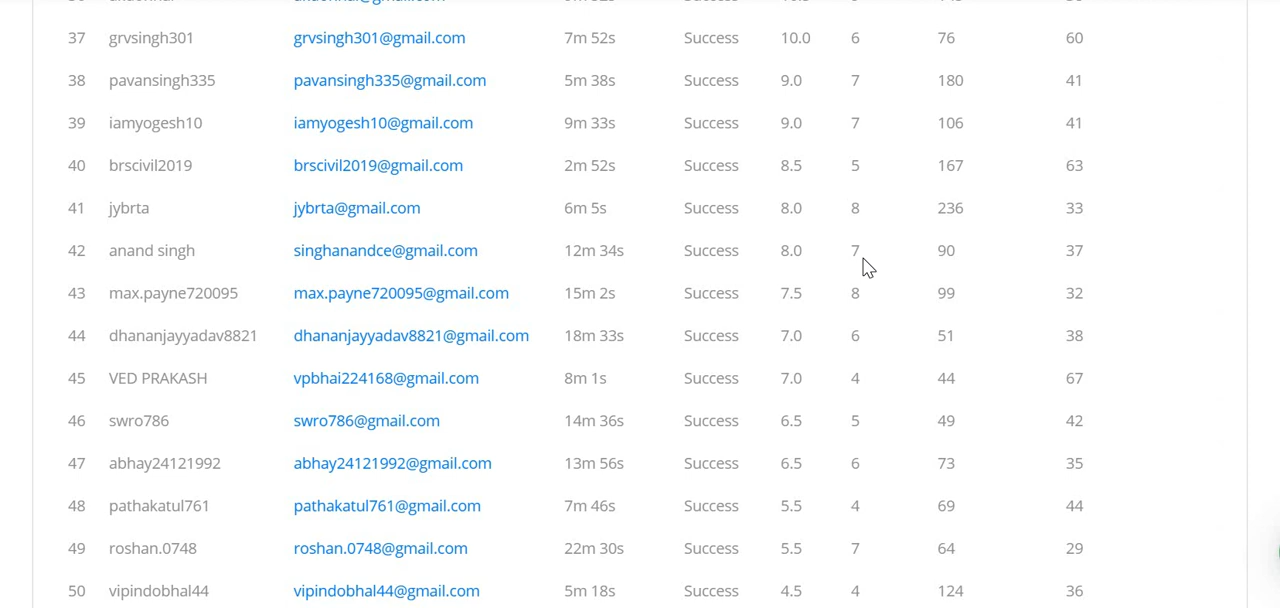 37 grvsingh301 grvsingh301@gmail.com 7m 52s Success 10.0 6 76 60
38 pavansingh335 pavansingh335@gmail.com 5m 38s Success 9.0 7 180 41
39 iamyogesh10 iamyogesh10@gmail.com 9m 33s Success 9.0 7 106 41
40 brscivil2019 brscivil2019@gmail.com 2m 52s Success 8.5 5 167 63
41 jybrta jybrta@gmail.com 6m 5s Success 8.0 8 236 33
42 anand singh singhanandce@gmail.com 12m 34s Success 8.0 7 90 37
43 max.payne720095 max.payne720095@gmail.com 15m 2s Success 7.5 8 99 32
44 dhananjayyadav8821 dhananjayyadav8821@gmail.com 18m 33s Success 7.0 6 51 38
45 VED PRAKASH vpbhai224168@gmail.com 8m 1s Success 7.0 4 44 67
46 swro786 swro786@gmail.com 14m 36s Success 6.5 5 49 42
47 abhay24121992 abhay24121992@gmail.com 13m 56s Success 6.5 6 73 35
48 pathakatul761 pathakatul761@gmail.com 7m 46s Success 5.5 4 69 44
49 roshan.0748 roshan.0748@gmail.com 22m 30s Success 5.5 7 64 29
50 vipindobhal44 vipindobhal44@gmail.com 5m 18s Success 4.5 4 124 36